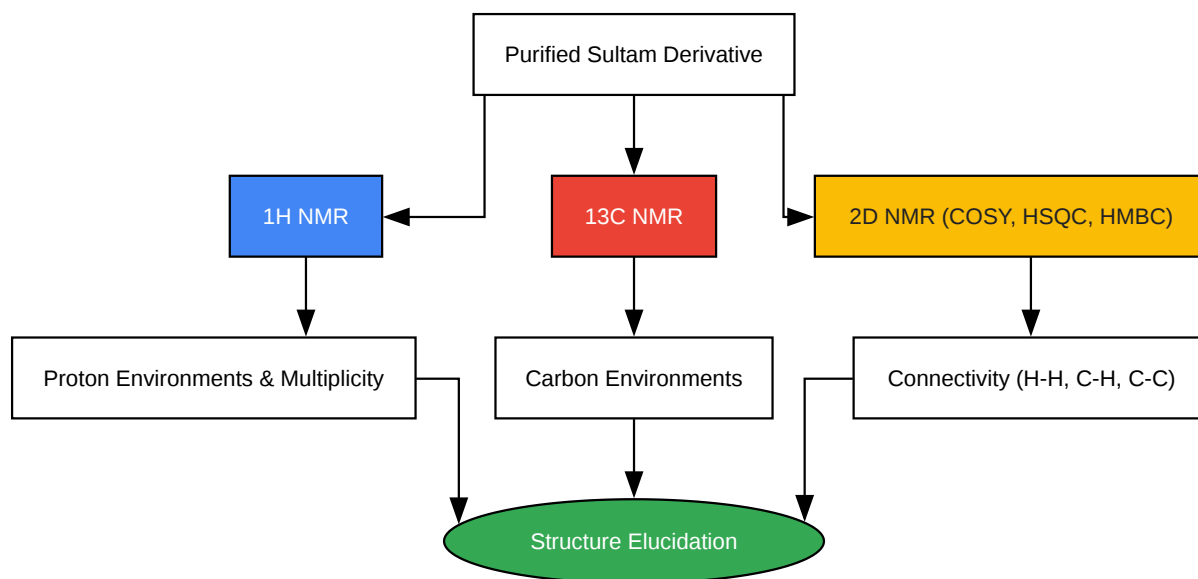 Purified Sultam Derivative
1H NMR
13C NMR
2D NMR (COSY, HSQC, HMBC)
Proton Environments & Multiplicity
Carbon Environments
Connectivity (H-H, C-H, C-C)
Structure Elucidation